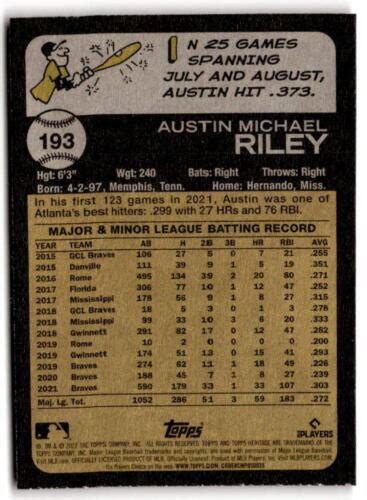 IN 25 GAMES
SPANNING
JULY AND AUGUST,
AUSTIN HIT .373.
193
AUSTIN MICHAEL
RILEY
Hgt: 6'3" Wgt: 240 Bats: Right Throws: Right
Born: 4-2-97, Memphis, Tenn. Home: Hernando, Miss.
In his first 123 games in 2021, Austin was one of
Atlanta's best hitters: .299 with 27 HRs and 76 RBI.
MAJOR & MINOR LEAGUE BATTING RECORD
YEAR TEAM AB H 2B 3B HR RBI AVG
2015 GCL Braves 106 27 5 0 7 21 .255
2015 Danville 111 39 9 1 5 19 .351
2016 Rome 495 134 39 2 20 80 .271
2017 Florida 306 77 10 1 12 47 .252
2017 Mississippi 178 56 9 1 8 27 .315
2018 GCL Braves 18 5 3 0 1 3 .278
2018 Mississippi 99 33 10 3 6 20 .333
2018 Gwinnett 291 82 17 0 12 47 .282
2019 Rome 10 2 0 0 0 0 .200
2019 Gwinnett 174 51 13 0 15 41 .293
2019 Braves 274 62 11 1 18 49 .226
2020 Braves 188 45 7 1 8 27 .239
2021 Braves 590 179 33 1 33 107 .303
Maj. Lg. Tot. 1052 286 51 3 59 183 .272
Topps
PLAYERS